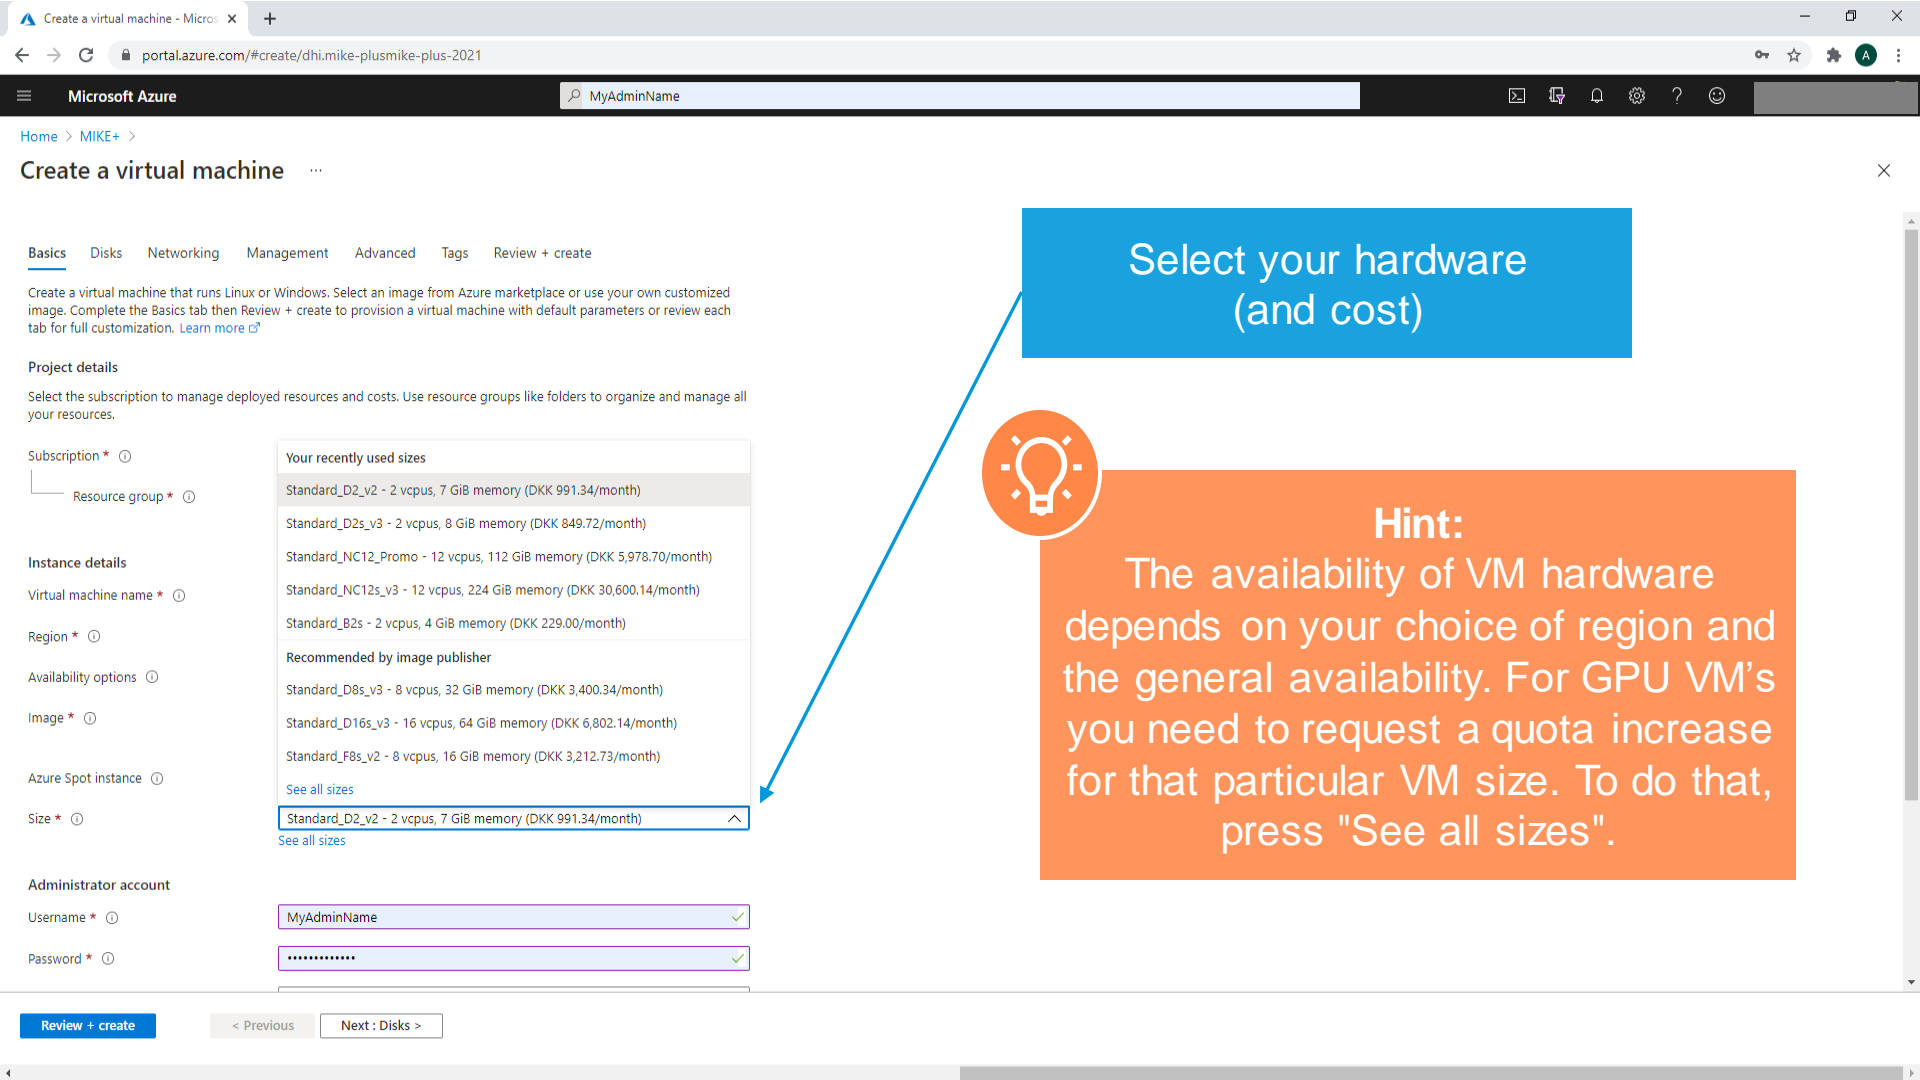 Create a virtual machine - Micros
portal.azure.com/#create/dhi.mike-plusmike-plus-2021
A
Microsoft Azure
MyAdminName
Home > MIKE+ >
Create a virtual machine ...
Basics Disks Networking Management Advanced Tags Review + create
Create a virtual machine that runs Linux or Windows. Select an image from Azure marketplace or use your own customized
image. Complete the Basics tab then Review + create to provision a virtual machine with default parameters or review each
tab for full customization. Learn more
Project details
Select the subscription to manage deployed resources and costs. Use resource groups like folders to organize and manage all
your resources.
Subscription *
Resource group *
Instance details
Virtual machine name *
Region *
Availability options
Image *
Azure Spot instance
Size *
Your recently used sizes
Standard_D2_v2 - 2 vcpus, 7 GiB memory (DKK 991.34/month)
Standard_D2s_v3 - 2 vcpus, 8 GiB memory (DKK 849.72/month)
Standard_NC12_Promo - 12 vcpus, 112 GiB memory (DKK 5,978.70/month)
Standard_NC12s_v3 - 12 vcpus, 224 GiB memory (DKK 30,600.14/month)
Standard_B2s - 2 vcpus, 4 GiB memory (DKK 229.00/month)
Recommended by image publisher
Standard_D8s_v3 - 8 vcpus, 32 GiB memory (DKK 3,400.34/month)
Standard_D16s_v3 - 16 vcpus, 64 GiB memory (DKK 6,802.14/month)
Standard_F8s_v2 - 8 vcpus, 16 GiB memory (DKK 3,212.73/month)
See all sizes
Standard_D2_v2 - 2 vcpus, 7 GiB memory (DKK 991.34/month)
See all sizes
Administrator account
Username *
MyAdminName
Password *
•••••••••••••
Review + create
< Previous
Next : Disks >
Select your hardware
(and cost)
Hint:
The availability of VM hardware
depends on your choice of region and
the general availability. For GPU VM’s
you need to request a quota increase
for that particular VM size. To do that,
press "See all sizes".